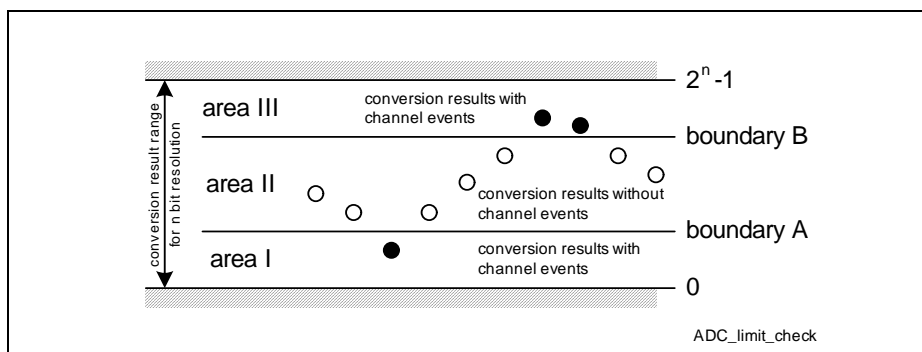 conversion result range
for n bit resolution
area III
conversion results with
channel events
2ⁿ-1
boundary B
area II
conversion results without
channel events
boundary A
area I
conversion results with
channel events
0
ADC_limit_check